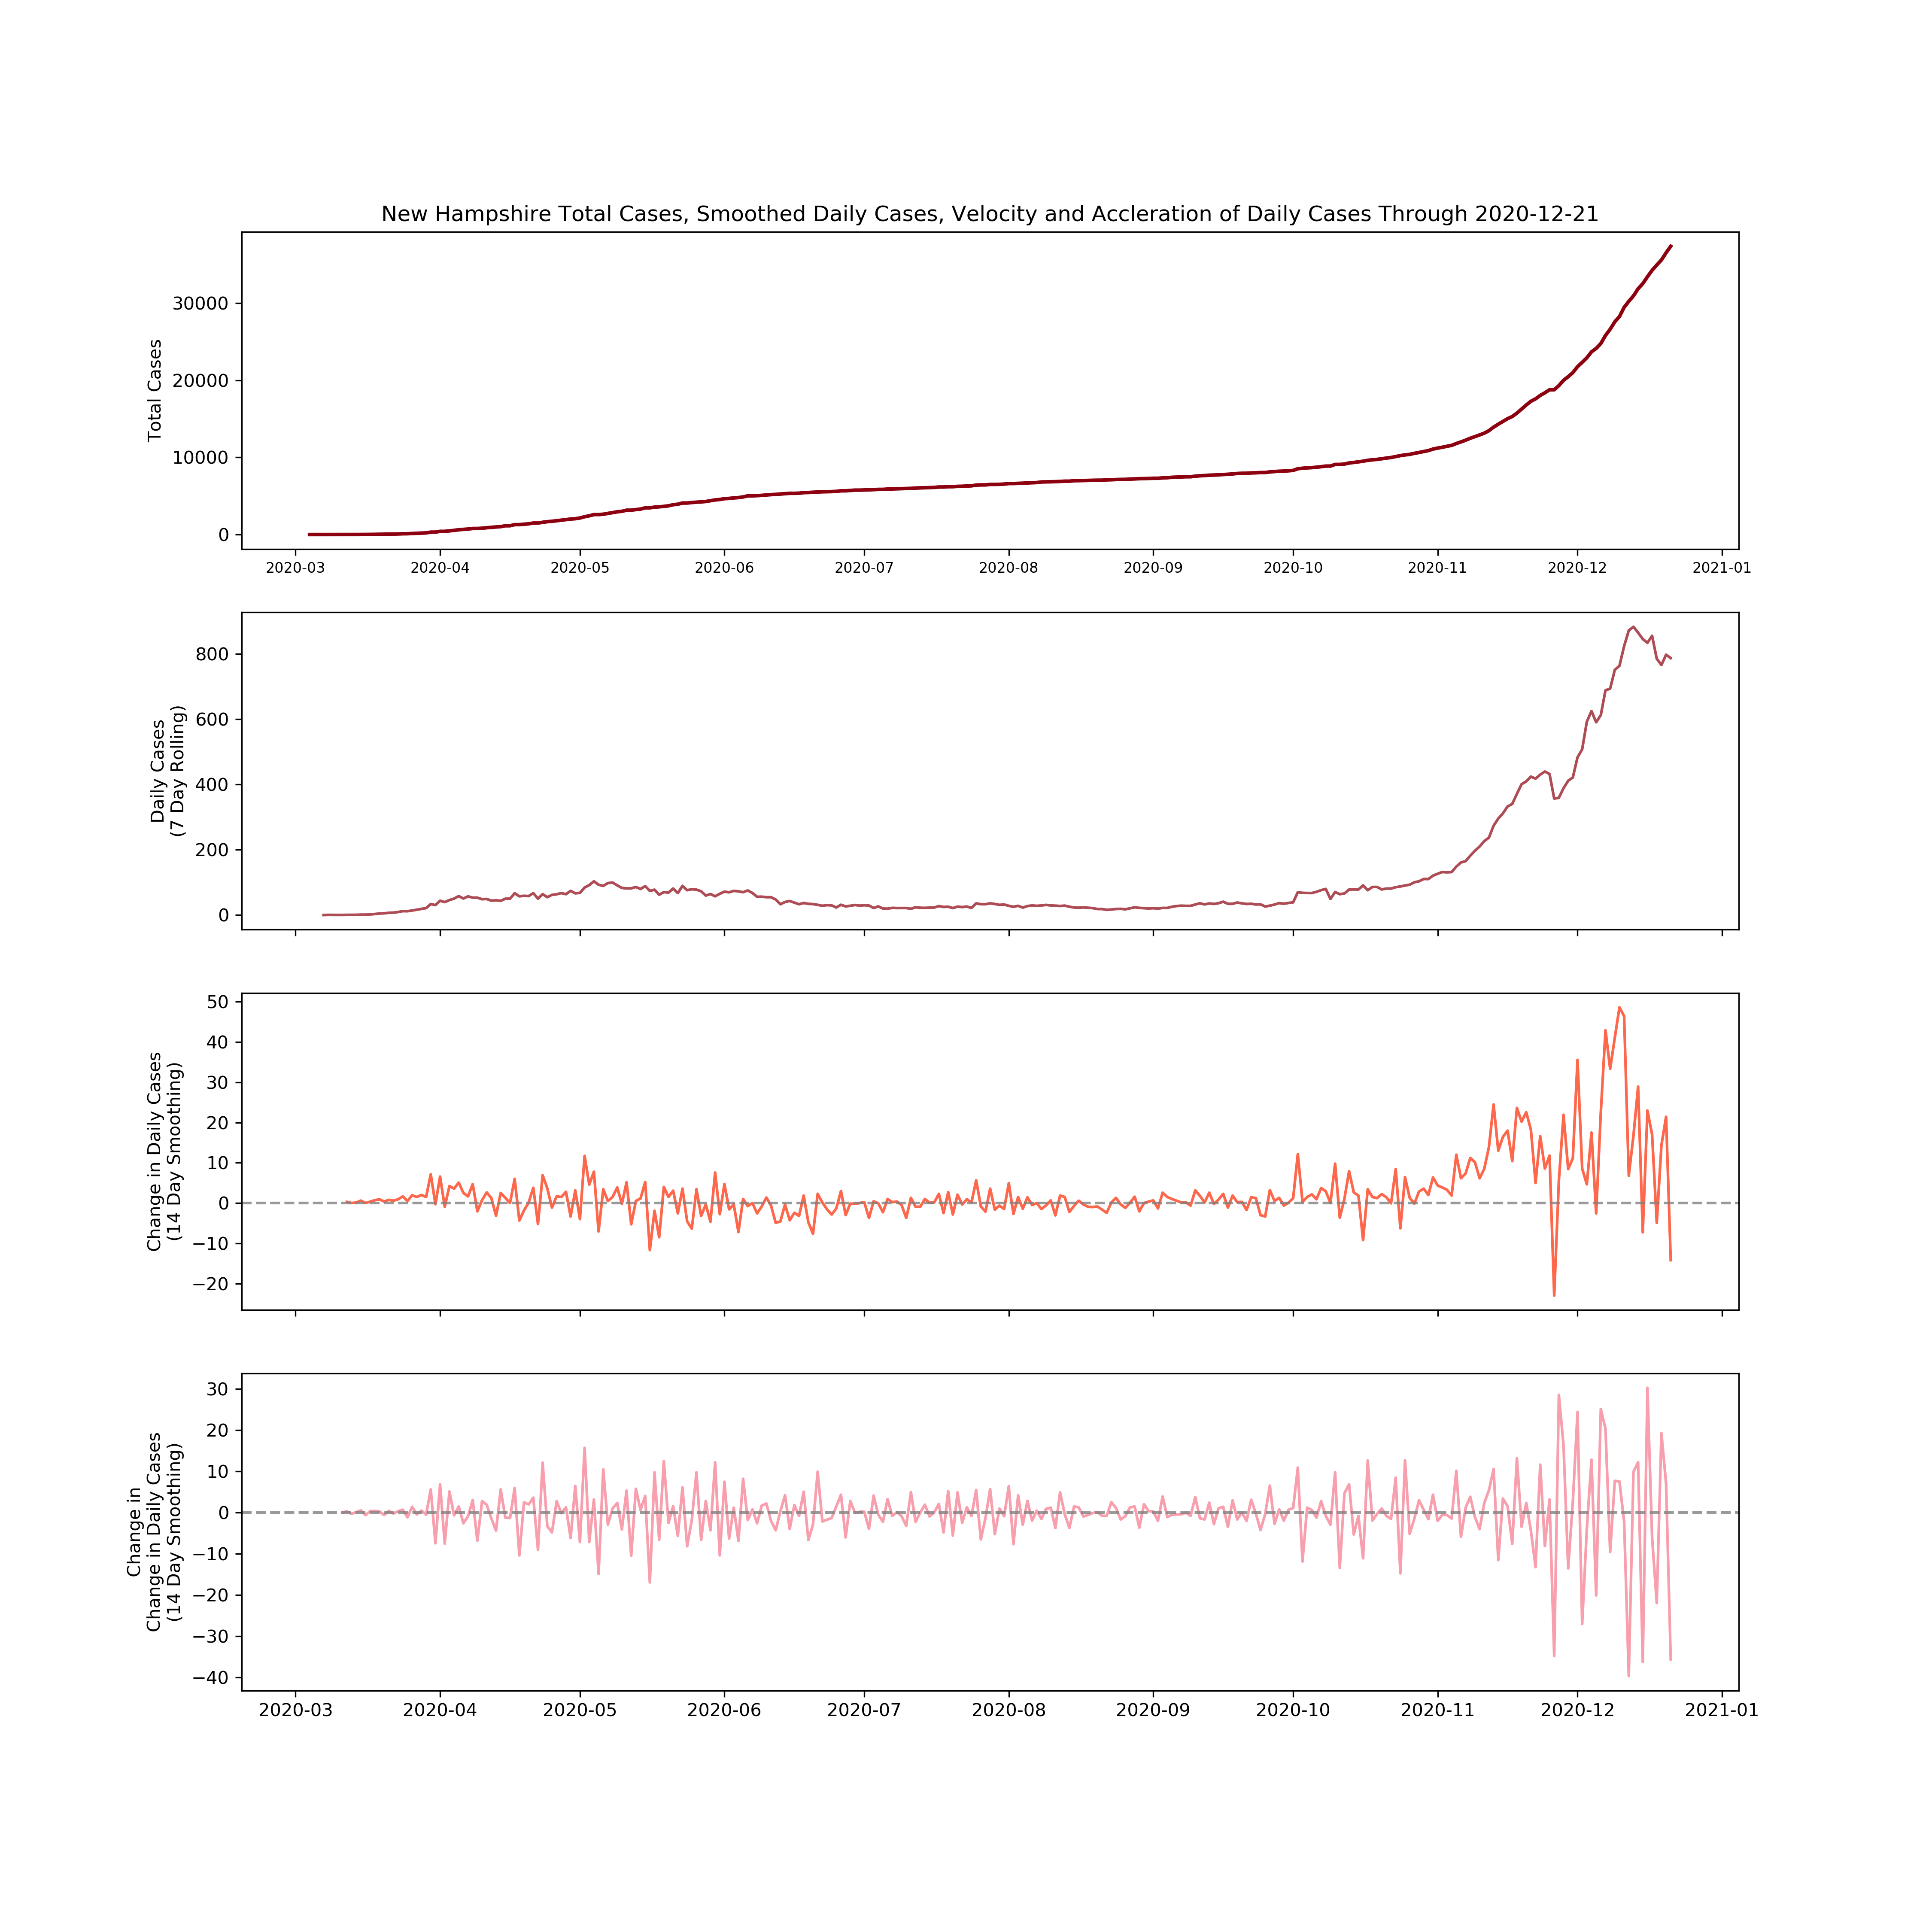 New Hampshire Total Cases, Smoothed Daily Cases, Velocity and Accleration of Daily Cases Through 2020-12-21
Total Cases
30000
20000
10000
0
2020-03 2020-04 2020-05 2020-06 2020-07 2020-08 2020-09 2020-10 2020-11 2020-12 2021-01
Daily Cases
(7 Day Rolling)
800
600
400
200
0
Change in Daily Cases
(14 Day Smoothing)
50
40
30
20
10
0
−10
−20
Change in
Change in Daily Cases
(14 Day Smoothing)
30
20
10
0
−10
−20
−30
−40
2020-03 2020-04 2020-05 2020-06 2020-07 2020-08 2020-09 2020-10 2020-11 2020-12 2021-01